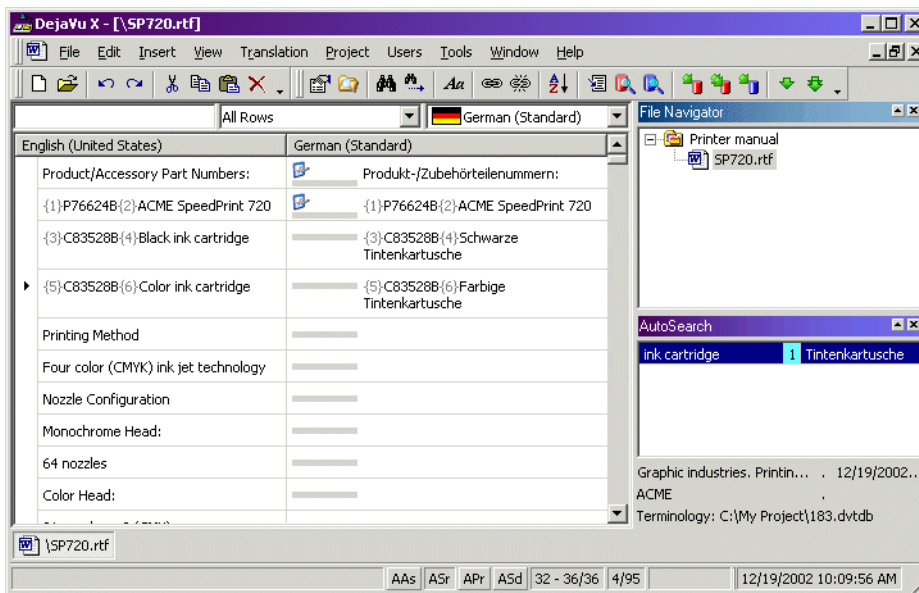 DejaVu X - [\SP720.rtf]
File Edit Insert View Translation Project Users Tools Window Help
All Rows German (Standard)
English (United States) German (Standard)
Product/Accessory Part Numbers: Produkt-/Zubehörteilenummern:
{1}P76624B{2}ACME SpeedPrint 720 {1}P76624B{2}ACME SpeedPrint 720
{3}C83528B{4}Black ink cartridge {3}C83528B{4}Schwarze
Tintenkartusche
{5}C83528B{6}Color ink cartridge {5}C83528B{6}Farbige
Tintenkartusche
Printing Method
Four color (CMYK) ink jet technology
Nozzle Configuration
Monochrome Head:
64 nozzles
Color Head:
File Navigator
Printer manual
SP720.rtf
AutoSearch
ink cartridge 1 Tintenkartusche
Graphic industries. Printin... . 12/19/2002..
ACME .
Terminology: C:\My Project\183.dvtdb
\SP720.rtf
AAs ASr APr ASd 32 - 36/36 4/95 12/19/2002 10:09:56 AM